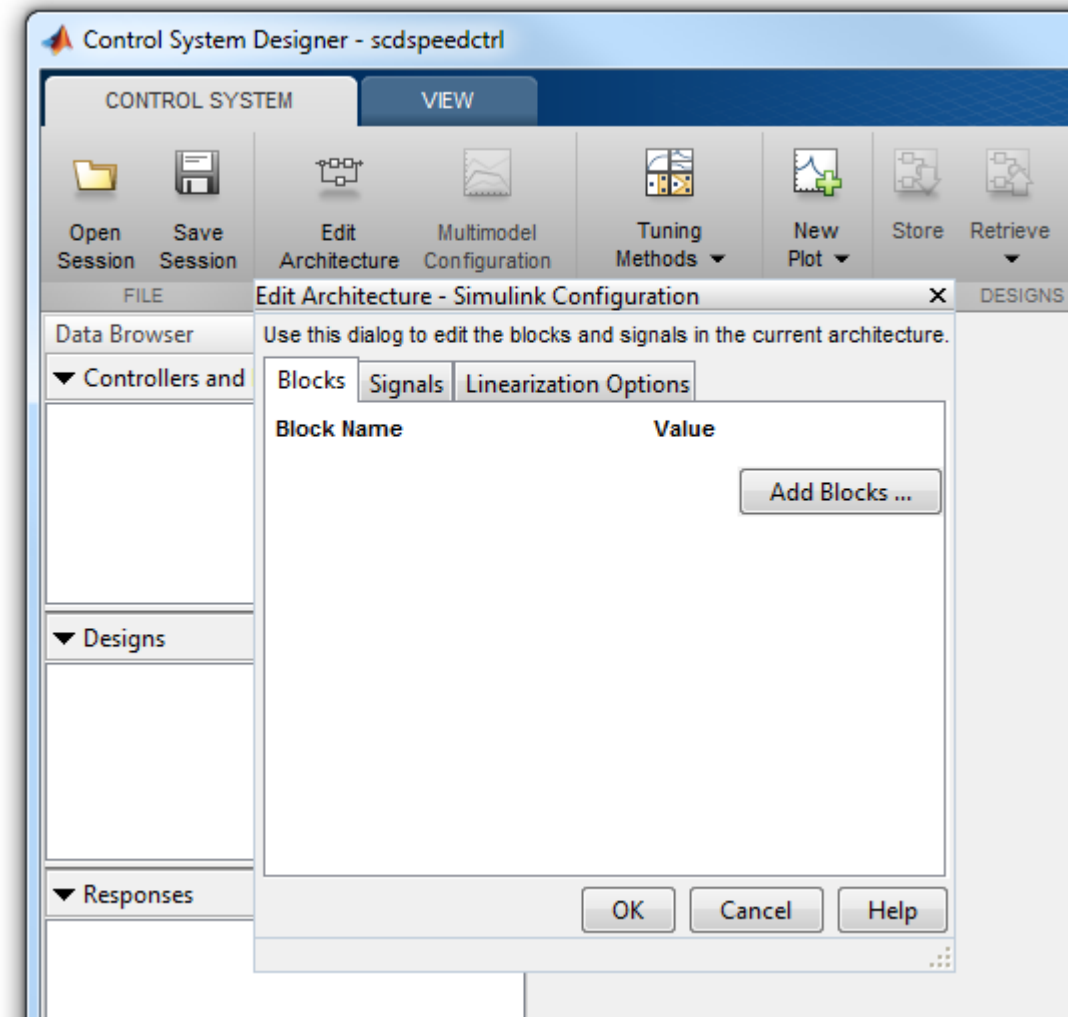 Control System Designer - scdspeedctrl
CONTROL SYSTEM
VIEW
Open
Session
Save
Session
Edit
Architecture
Multimodel
Configuration
Tuning
Methods
New
Plot
Store
Retrieve
FILE
DESIGNS
Edit Architecture - Simulink Configuration
Data Browser
Use this dialog to edit the blocks and signals in the current architecture.
Controllers and
Blocks
Signals
Linearization Options
Block Name
Value
Add Blocks ...
Designs
Responses
OK
Cancel
Help